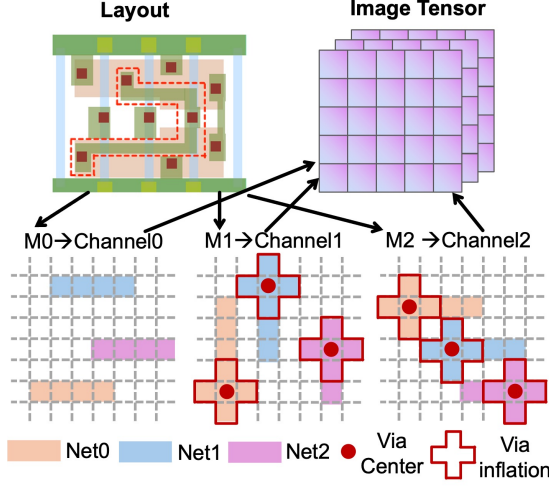 Layout
Image Tensor
M0→Channel0
M1→Channel1
M2 →Channel2
Net0
Net1
Net2
Via
Center
Via
inflation